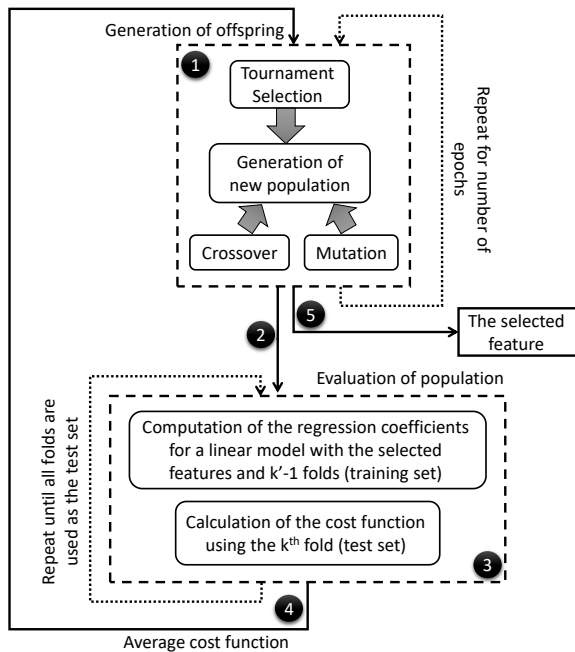 Generation of offspring
1
Tournament
Selection
Generation of
new population
Crossover
Mutation
Repeat for number of
epochs
2
5
The selected
feature
Evaluation of population
Repeat until all folds are
used as the test set
Computation of the regression coefficients
for a linear model with the selected
features and k’-1 folds (training set)
Calculation of the cost function
using the kth fold (test set)
3
4
Average cost function